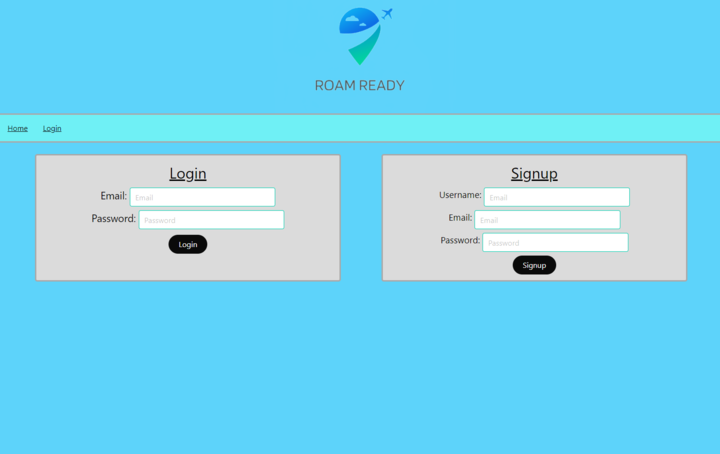 ROAM READY
Home Login
Login
Email: Email
Password: Password
Login
Signup
Username: Email
Email: Email
Password: Password
Signup